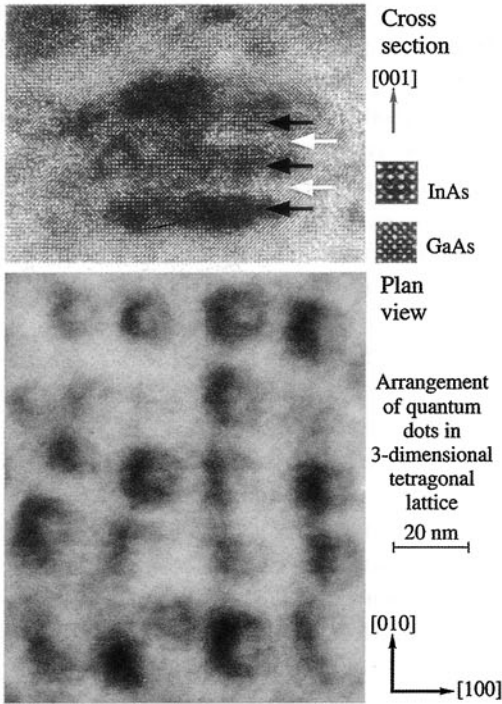 Cross
section
[001]
InAs
GaAs
Plan
view
Arrangement
of quantum
dots in
3-dimensional
tetragonal
lattice
20 nm
[010]
[100]